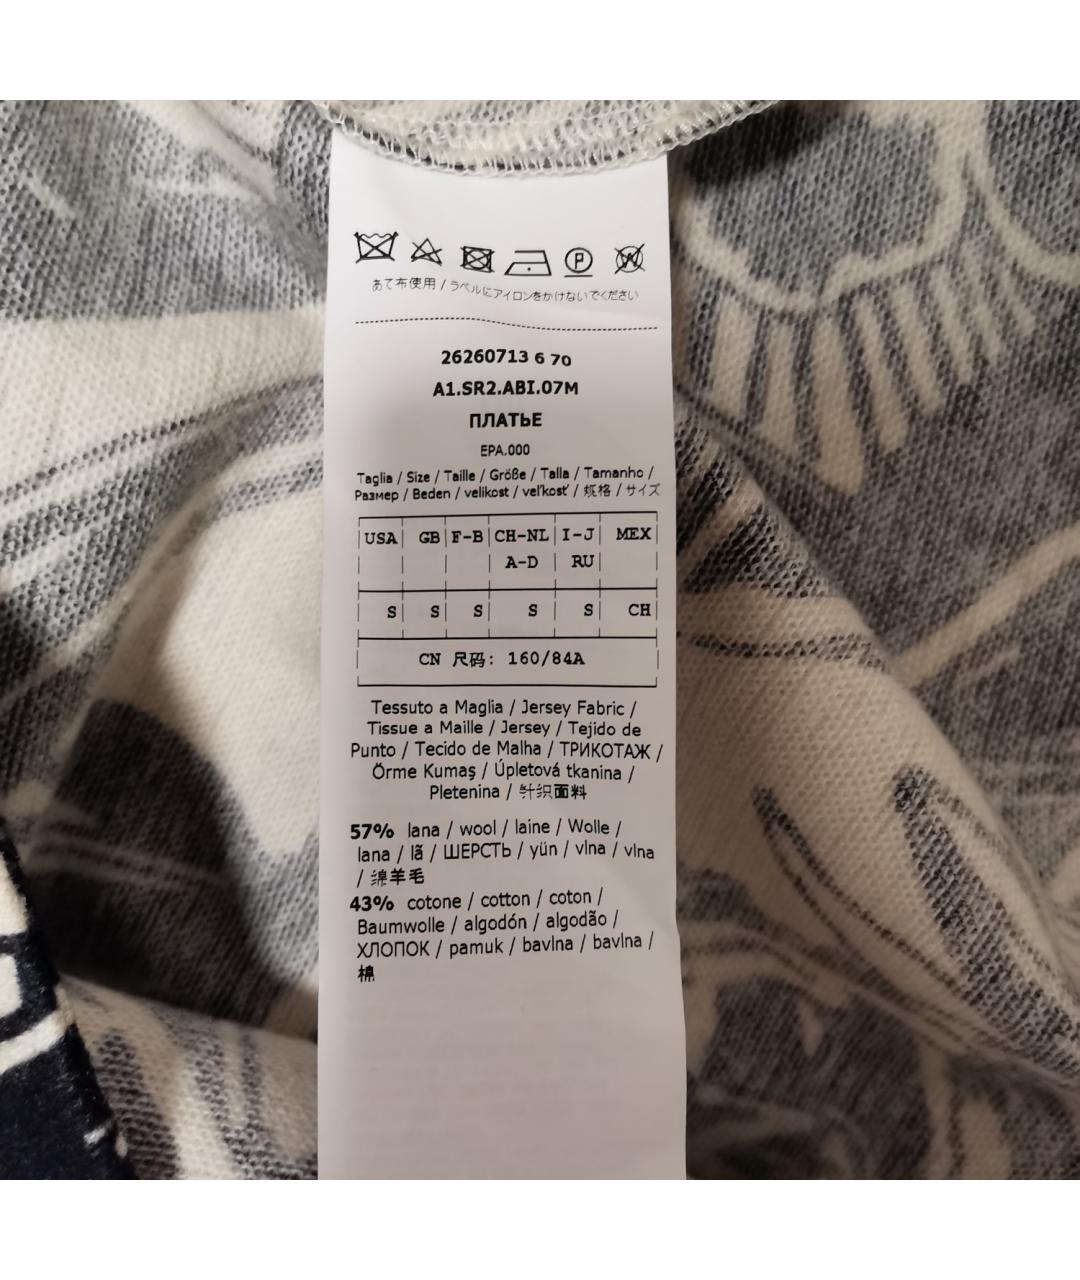 あて布使用 / ラベルにアイロンをかけないでください
26260713 6 70
A1.SR2.ABI.07M
ПЛАТЬЕ
EPA.000
Taglia / Size / Taille / Größe / Talla / Tamanho /
Размер / Beden / velikost / veľkosť / 规格 / サイズ
USA GB F-B CH-NL I-J MEX
A-D RU
S S S S S CH
CN 尺码: 160/84A
Tessuto a Maglia / Jersey Fabric /
Tissue a Maille / Jersey / Tejido de
Punto / Tecido de Malha / ТРИКОТАЖ /
Örme Kumaş / Úpletová tkanina /
Pletenina / 针织面料
57% lana / wool / laine / Wolle /
lana / lã / ШЕРСТЬ / yün / vlna / vlna
/ 绵羊毛
43% cotone / cotton / coton /
Baumwolle / algodón / algodão /
ХЛОПОК / pamuk / bavlna / bavlna /
棉